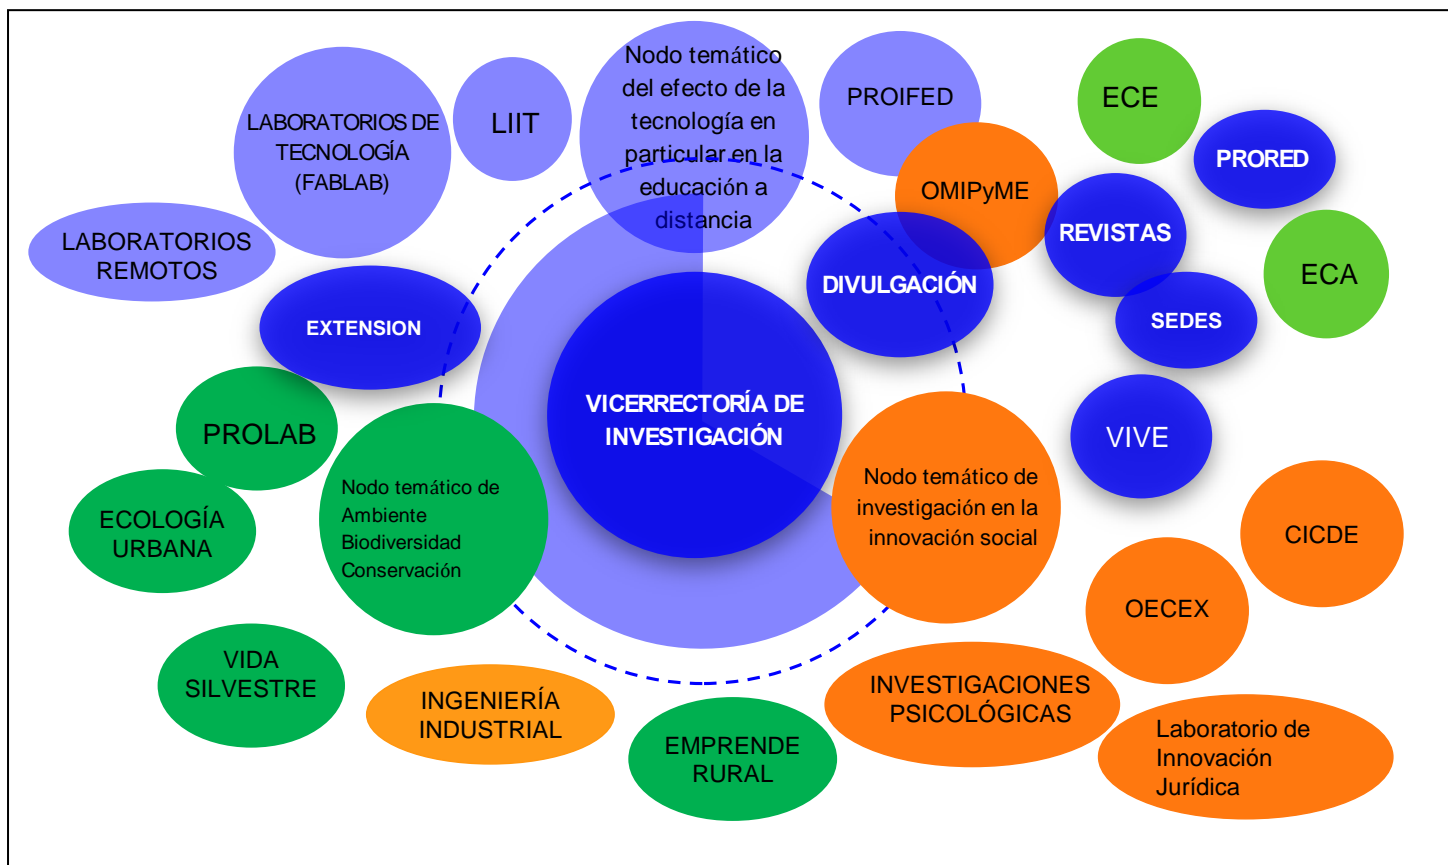 Nodo temático
del efecto de la
tecnología en
particular en la
educación a
distancia
PROIFED
ECE
LIIT
LABORATORIOS DE
TECNOLOGÍA
(FABLAB)
PRORED
OMIPyME
REVISTAS
LABORATORIOS
REMOTOS
DIVULGACIÓN
ECA
EXTENSION
SEDES
VICERRECTORÍA DE
INVESTIGACIÓN
PROLAB
VIVE
Nodo temático de
Ambiente
Biodiversidad
Conservación
Nodo temático de
investigación en la
innovación social
ECOLOGÍA
URBANA
CICDE
OECEX
VIDA
SILVESTRE
INGENIERÍA
INDUSTRIAL
INVESTIGACIONES
PSICOLÓGICAS
EMPRENDE
RURAL
Laboratorio de
Innovación
Jurídica